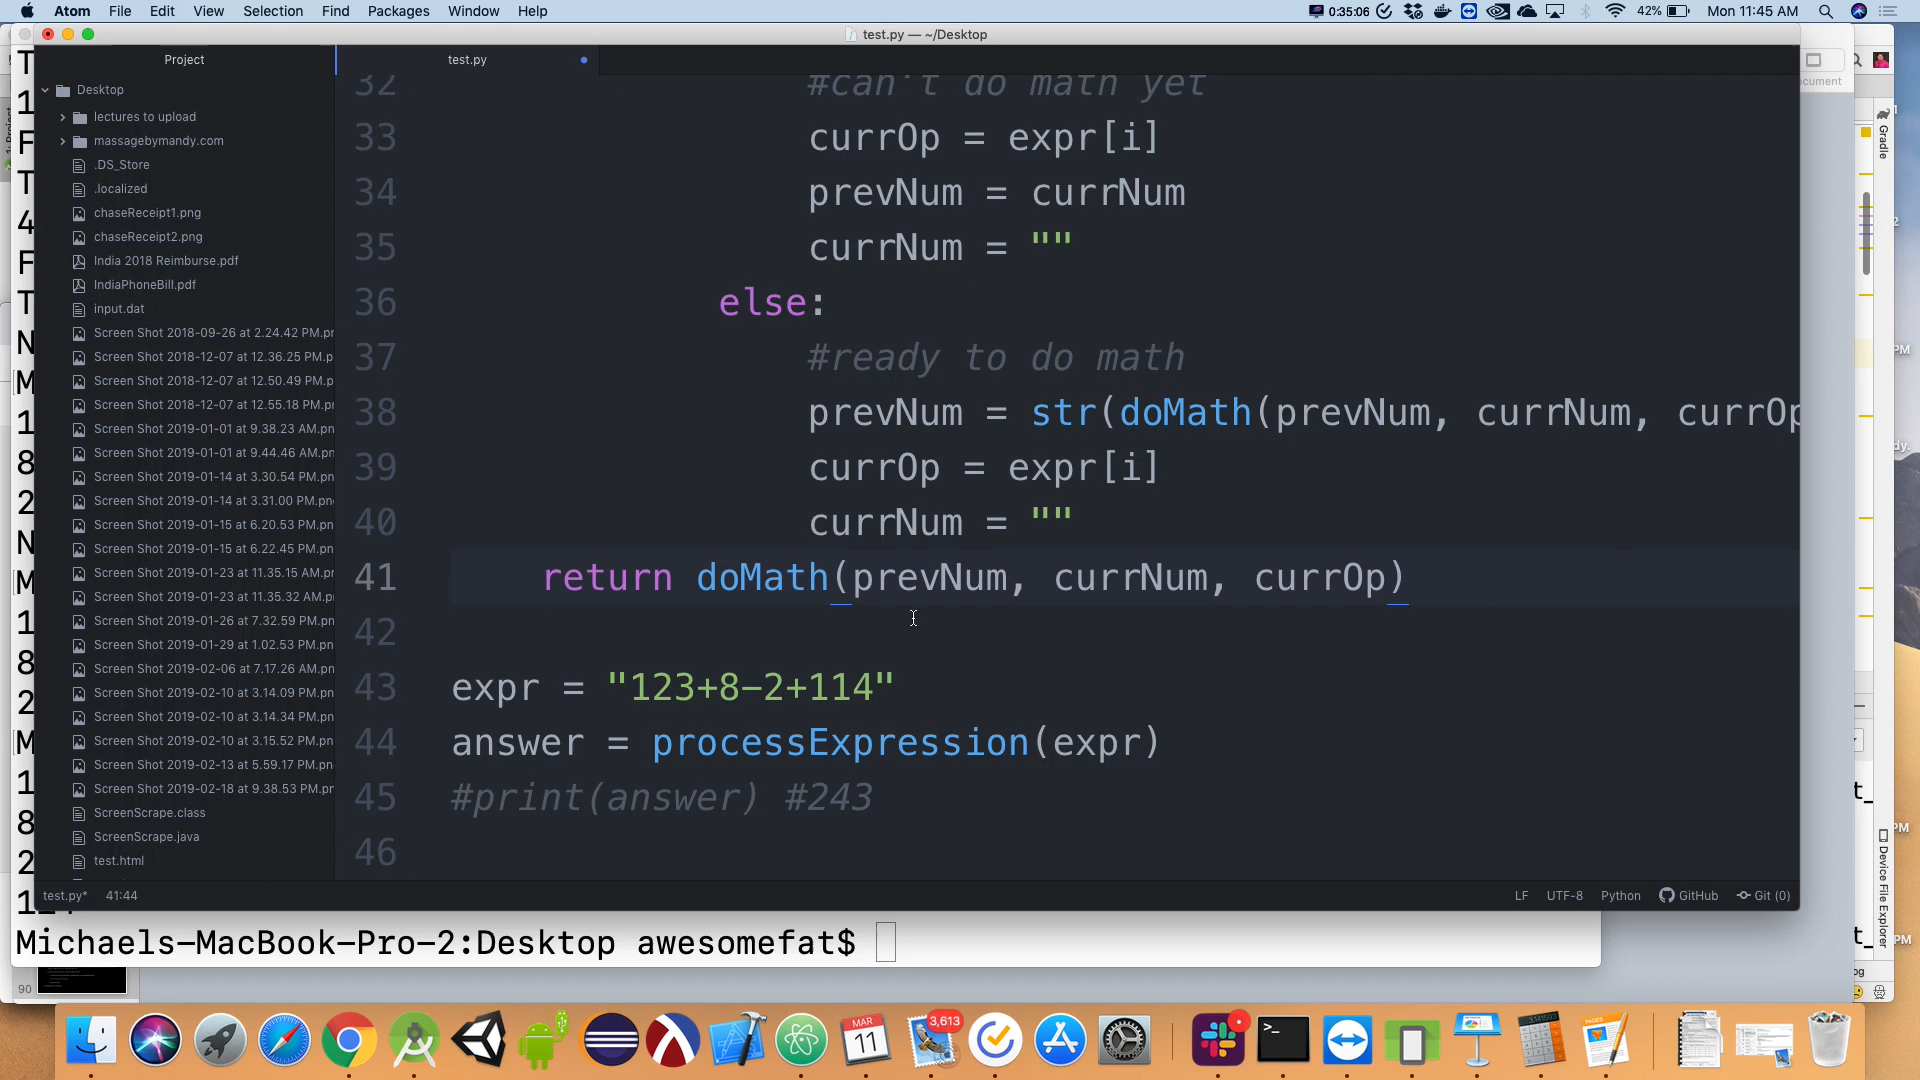 Atom File Edit View Selection Find Packages Window Help
0:35:06 42% Mon 11:45 AM
test.py — ~/Desktop
Project
test.py
Desktop
lectures to upload
massagebymandy.com
.DS_Store
.localized
chaseReceipt1.png
chaseReceipt2.png
India 2018 Reimburse.pdf
IndiaPhoneBill.pdf
input.dat
Screen Shot 2018-09-26 at 2.24.42 PM.pr
Screen Shot 2018-12-07 at 12.36.25 PM.p
Screen Shot 2018-12-07 at 12.50.49 PM.p
Screen Shot 2018-12-07 at 12.55.18 PM.pr
Screen Shot 2019-01-01 at 9.38.23 AM.pn
Screen Shot 2019-01-01 at 9.44.46 AM.pn
Screen Shot 2019-01-14 at 3.30.54 PM.pn
Screen Shot 2019-01-14 at 3.31.00 PM.pn
Screen Shot 2019-01-15 at 6.20.53 PM.pn
Screen Shot 2019-01-15 at 6.22.45 PM.pn
Screen Shot 2019-01-23 at 11.35.15 AM.pn
Screen Shot 2019-01-23 at 11.35.32 AM.pn
Screen Shot 2019-01-26 at 7.32.59 PM.pn
Screen Shot 2019-01-29 at 1.02.53 PM.pn
Screen Shot 2019-02-06 at 7.17.26 AM.pn
Screen Shot 2019-02-10 at 3.14.09 PM.pn
Screen Shot 2019-02-10 at 3.14.34 PM.pn
Screen Shot 2019-02-10 at 3.15.52 PM.pn
Screen Shot 2019-02-13 at 5.59.17 PM.pn
Screen Shot 2019-02-18 at 9.38.53 PM.pn
ScreenScrape.class
ScreenScrape.java
test.html
32 #can't do math yet
33 currOp = expr[i]
34 prevNum = currNum
35 currNum = ""
36 else:
37 #ready to do math
38 prevNum = str(doMath(prevNum, currNum, currOp
39 currOp = expr[i]
40 currNum = ""
41 return doMath(prevNum, currNum, currOp)
42
43 expr = "123+8-2+114"
44 answer = processExpression(expr)
45 #print(answer) #243
46
test.py* 41:44
LF UTF-8 Python GitHub Git (0)
Michaels-MacBook-Pro-2:Desktop awesomefat$
Gradle
Device File Explorer
90
3,613
MAR
11